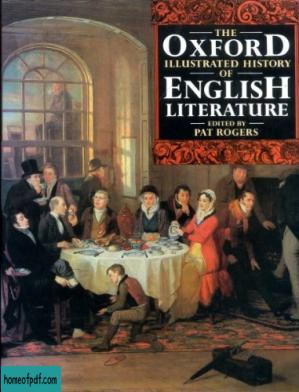 THE
OXFORD
ILLUSTRATED HISTORY
OF
ENGLISH
LITERATURE
EDITED BY
PAT ROGERS
homeofpdf.com